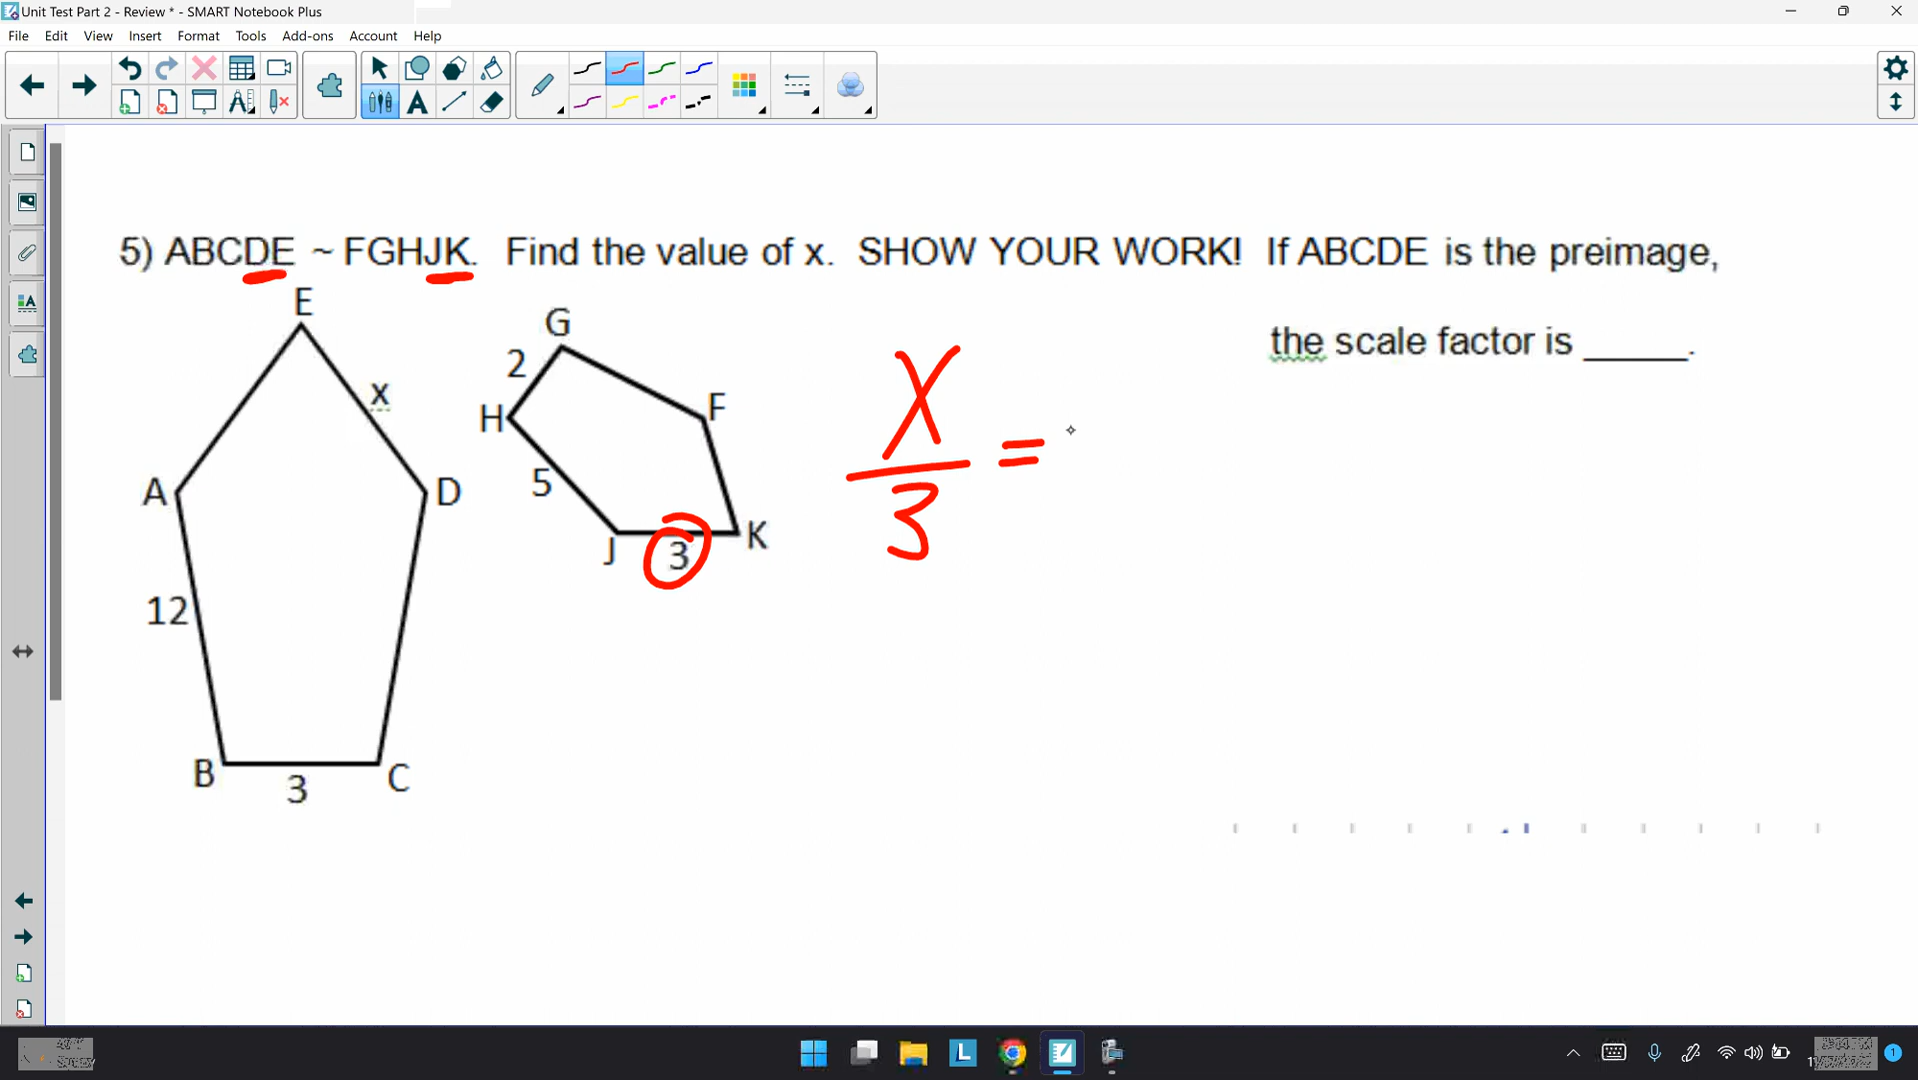 Unit Test Part 2 - Review * - SMART Notebook Plus
File Edit View Insert Format Tools Add-ons Account Help
5) ABCDE ~ FGHJK. Find the value of x. SHOW YOUR WORK! If ABCDE is the preimage,
the scale factor is _____.
E
G
2
x
F
H
X
=
3
5
A
D
J
3
K
12
B
3
C
A
L
1